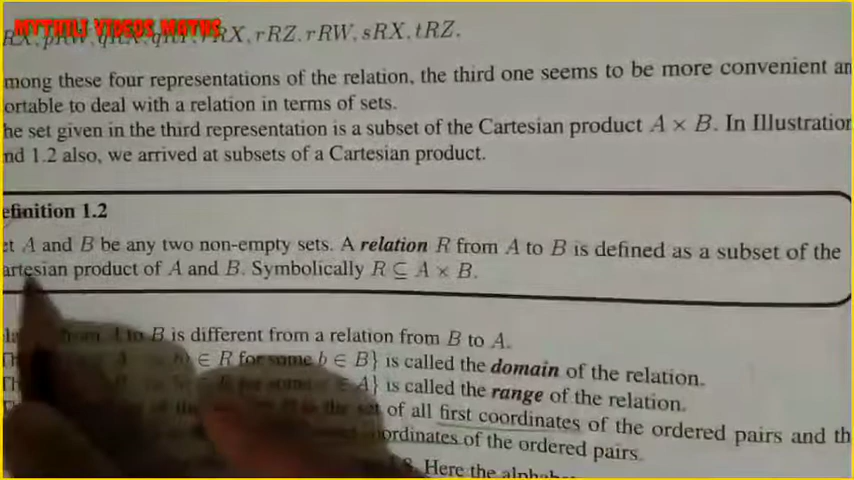 MYTHILI VIDEOS MATHS
RX, pRW, qRX, qRY, rRX, rRZ. rRW, sRX, tRZ.
mong these four representations of the relation, the third one seems to be more convenient an
ortable to deal with a relation in terms of sets.
he set given in the third representation is a subset of the Cartesian product A × B. In Illustration
nd 1.2 also, we arrived at subsets of a Cartesian product.
efinition 1.2
et A and B be any two non-empty sets. A relation R from A to B is defined as a subset of the
artesian product of A and B. Symbolically R ⊆ A × B.
A to B is different from a relation from B to A.
∈ R for some b ∈ B} is called the domain of the relation.
∈ A} is called the range of the relation.
of all first coordinates of the ordered pairs and th
ordinates of the ordered pairs.
Here the alphabe